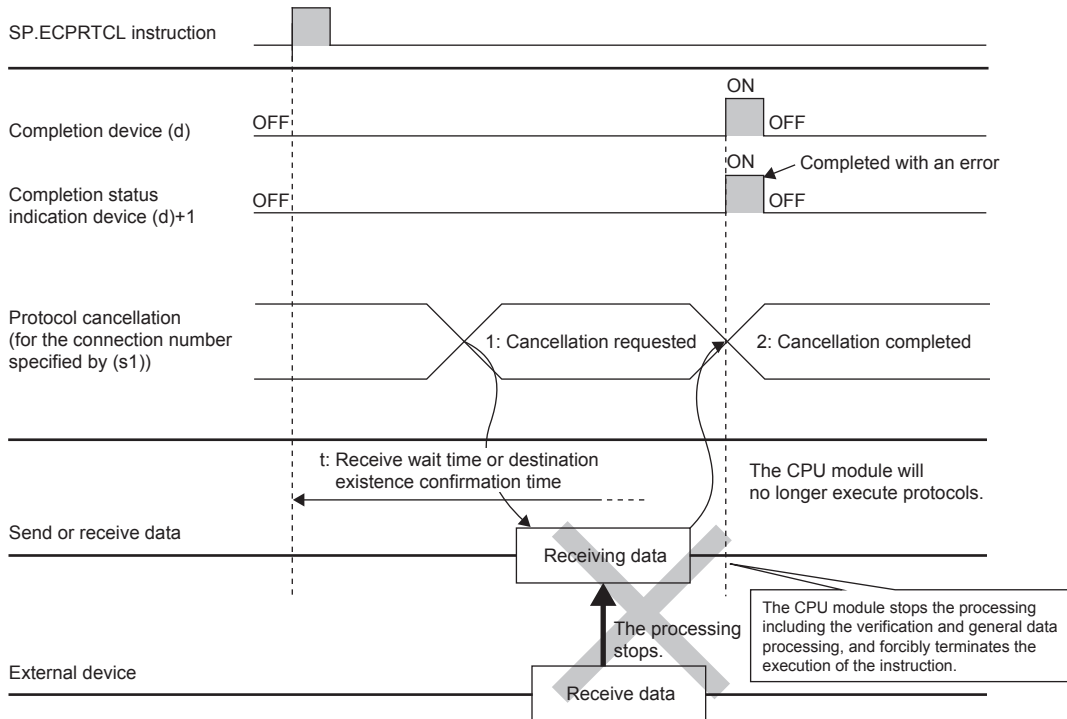 SP.ECPRTCL instruction
ON
Completion device (d)
OFF
OFF
ON
Completed with an error
Completion status
indication device (d)+1
OFF
OFF
Protocol cancellation
(for the connection number
specified by (s1))
1: Cancellation requested
2: Cancellation completed
t: Receive wait time or destination
existence confirmation time
The CPU module will
no longer execute protocols.
Send or receive data
Receiving data
The processing
stops.
The CPU module stops the processing
including the verification and general data
processing, and forcibly terminates the
execution of the instruction.
External device
Receive data